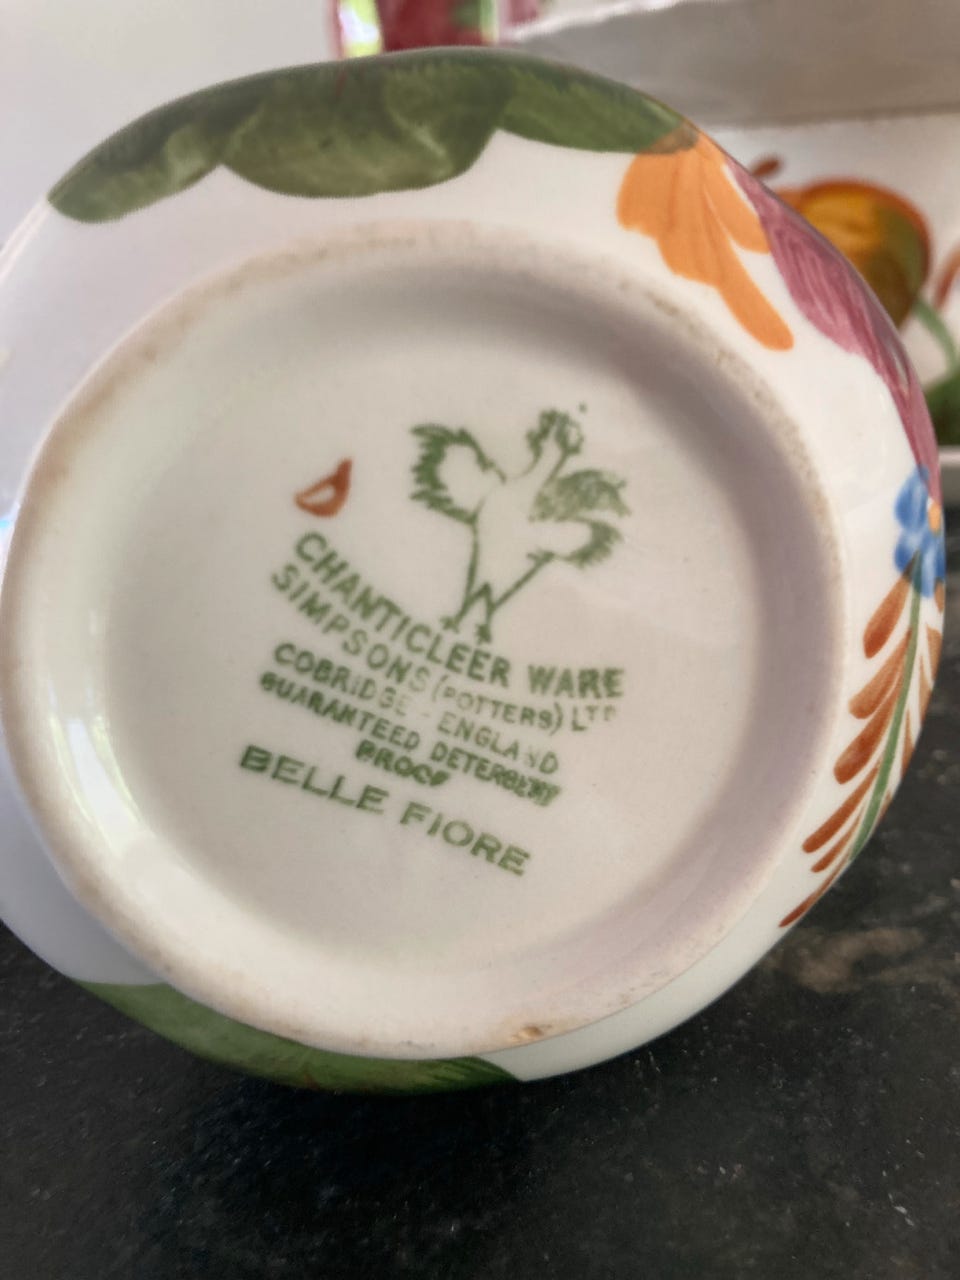 CHANTICLEER WARE
SIMPSONS (POTTERS) LTD
COBRIDGE - ENGLAND
GUARANTEED DETERGENT
PROOF
BELLE FIORE